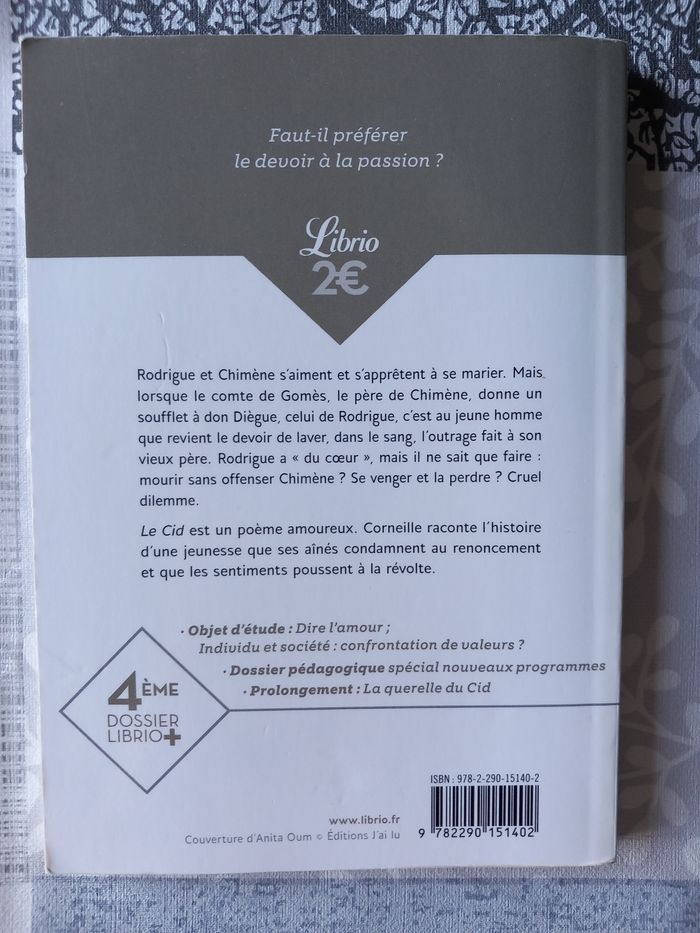 Faut-il préférer
le devoir à la passion ?
Librio
2€
Rodrigue et Chimène s'aiment et s'apprêtent à se marier. Mais
lorsque le comte de Gomès, le père de Chimène, donne un
soufflet à don Diègue, celui de Rodrigue, c'est au jeune homme
que revient le devoir de laver, dans le sang, l'outrage fait à son
vieux père. Rodrigue a « du cœur », mais il ne sait que faire :
mourir sans offenser Chimène ? Se venger et la perdre ? Cruel
dilemme.
Le Cid est un poème amoureux. Corneille raconte l'histoire
d'une jeunesse que ses aînés condamnent au renoncement
et que les sentiments poussent à la révolte.
• Objet d'étude : Dire l'amour ;
Individu et société : confrontation de valeurs ?
• Dossier pédagogique spécial nouveaux programmes
• Prolongement : La querelle du Cid
4ÈME
DOSSIER
LIBRIO+
ISBN : 978-2-290-15140-2
www.librio.fr
Couverture d'Anita Oum © Éditions J'ai lu
9 782290 151402